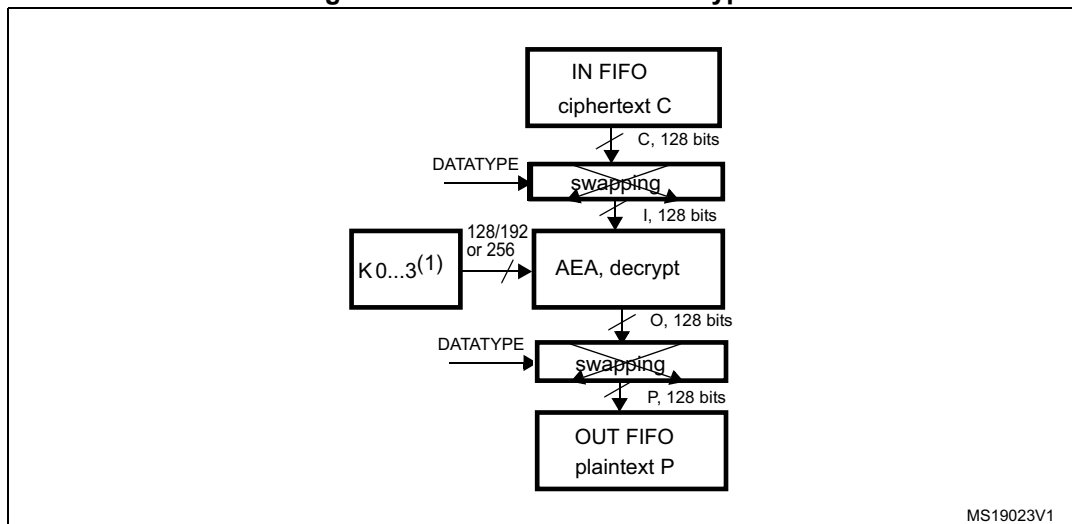 IN FIFO
ciphertext C
C, 128 bits
DATATYPE
swapping
I, 128 bits
128/192
or 256
K 0...3(1)
AEA, decrypt
O, 128 bits
DATATYPE
swapping
P, 128 bits
OUT FIFO
plaintext P
MS19023V1